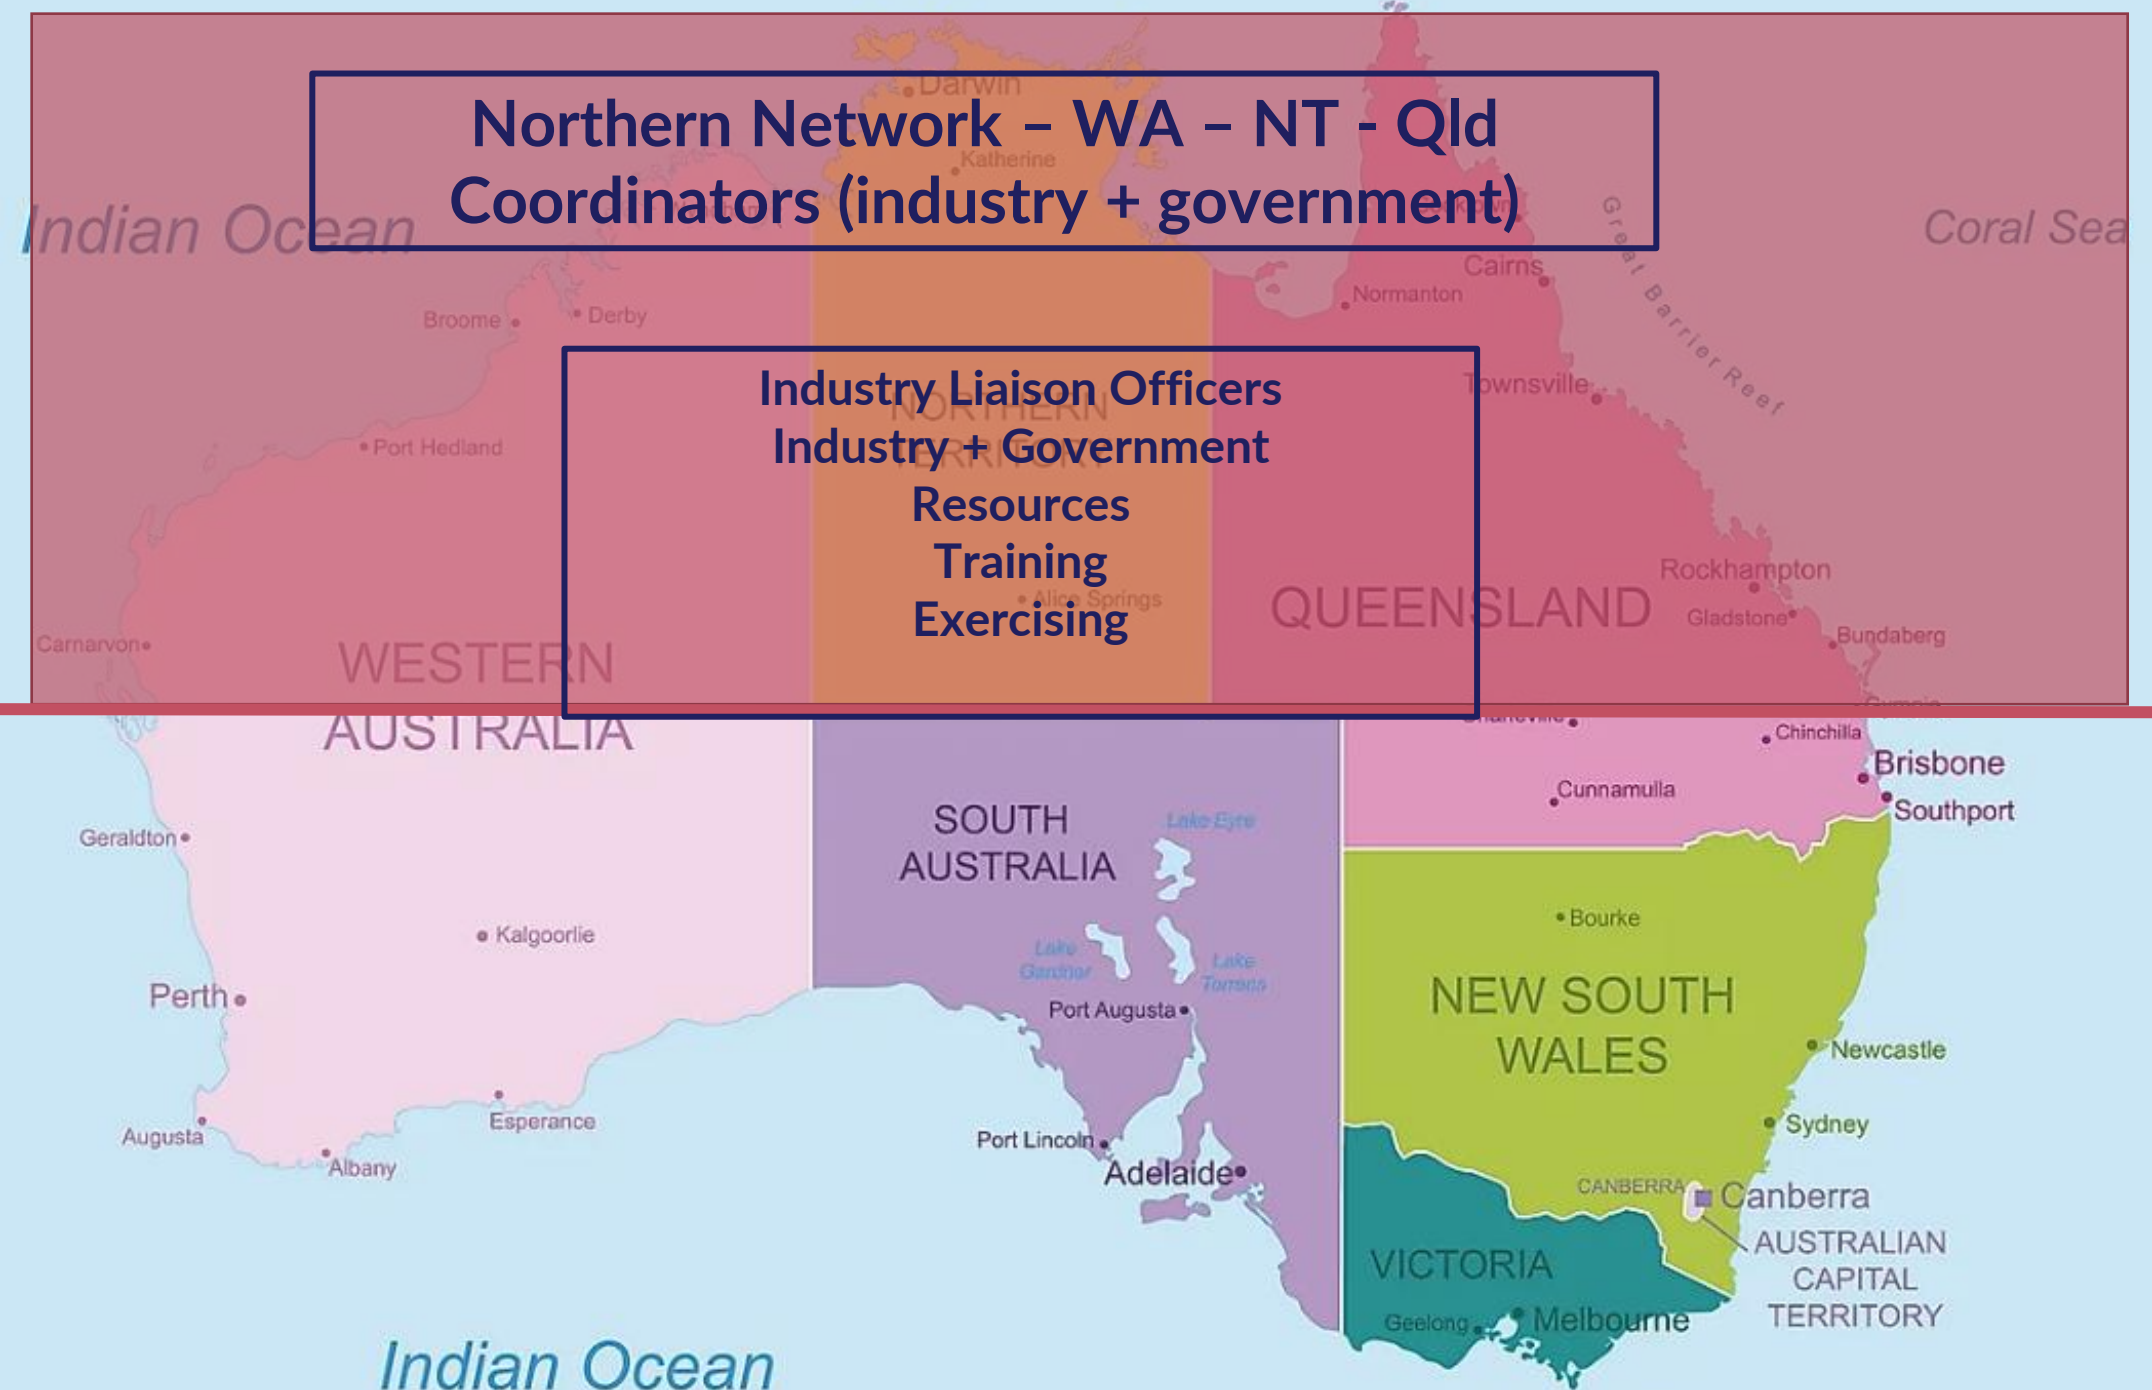 Darwin
Northern Network – WA – NT - Qld
Katherine
Coordinators (industry + government)
Cooktown
Indian Ocean
Great Barrier Reef
Coral Sea
Cairns
Normanton
Broome
Derby
Industry Liaison Officers
Townsville
NORTHERN
TERRITORY
Industry + Government
Port Hedland
Resources
Training
Rockhampton
Alice Springs
QUEENSLAND
Gladstone
Exercising
Bundaberg
Carnarvon
WESTERN
AUSTRALIA
Gympie
Charleville
Chinchilla
Brisbone
Cunnamulla
Southport
SOUTH
AUSTRALIA
Lake Eyre
Geraldton
Bourke
Kalgoorlie
Lake
Gardnor
Lake
Torrens
NEW SOUTH
WALES
Perth
Port Augusta
Newcastle
Esperance
Sydney
Augusta
Port Lincoln
Albany
Adelaide
CANBERRA
Canberra
AUSTRALIAN
CAPITAL
TERRITORY
VICTORIA
Geelong
Melbourne
Indian Ocean